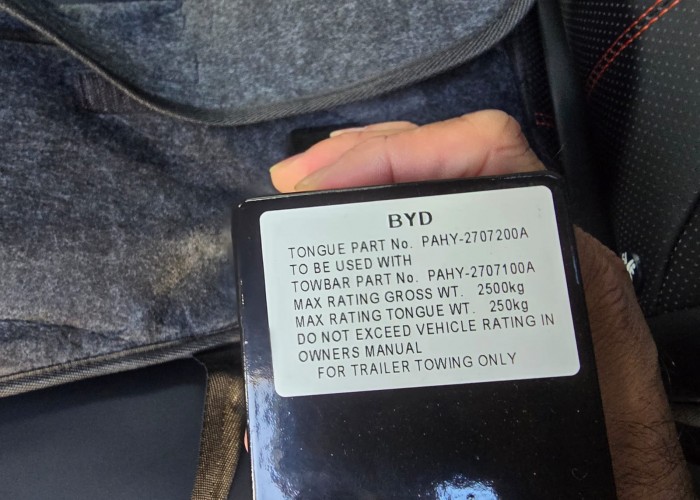 BYD
TONGUE PART No. PAHY-2707200A
TO BE USED WITH
TOWBAR PART No. PAHY-2707100A
MAX RATING GROSS WT. 2500kg
MAX RATING TONGUE WT. 250kg
DO NOT EXCEED VEHICLE RATING IN
OWNERS MANUAL
FOR TRAILER TOWING ONLY